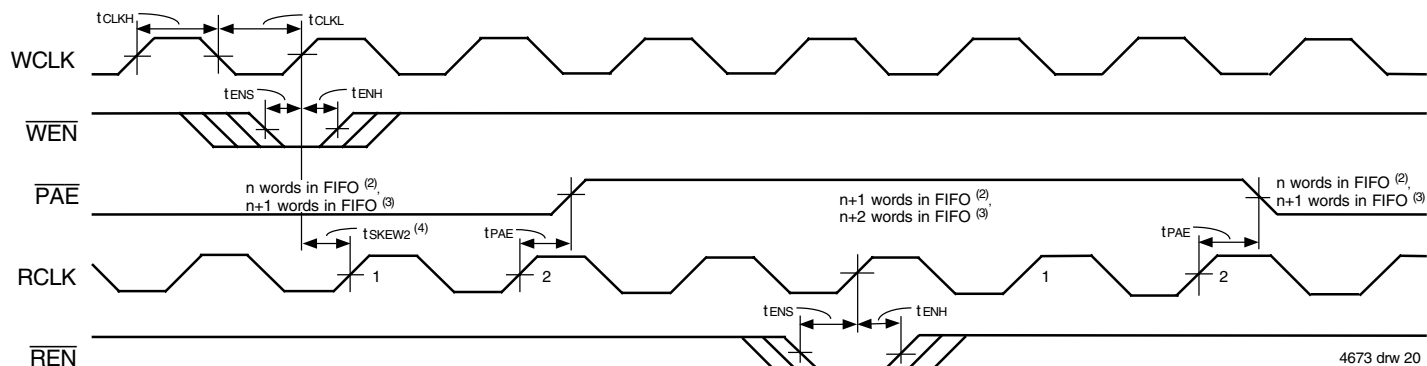 tCLKH
tCLKL
WCLK
tENS
tENH
WEN
PAE
n words in FIFO (2),
n+1 words in FIFO (3)
n+1 words in FIFO (2),
n+2 words in FIFO (3)
n words in FIFO (2),
n+1 words in FIFO (3)
tSKEW2 (4)
tPAE
tPAE
RCLK
1
2
1
2
tENS
tENH
REN
4673 drw 20